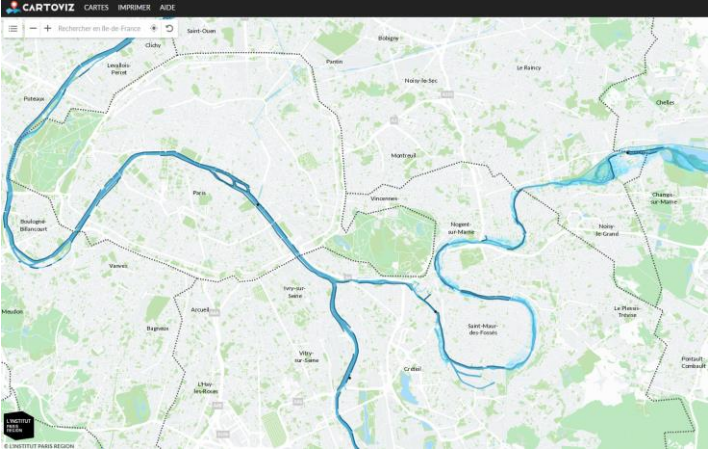 CARTOVIZ CARTES IMPRIMER AIDE
Rechercher en Ile-de-France
Saint-Ouen
Clichy
Bobigny
Levallois-
Perret
Pantin
Le Raincy
Noisy-le-Sec
Puteaux
Chelles
Montreuil
Paris
Vincennes
Champs-
sur-Marne
Boulogne-
Billancourt
Nogent-
sur-Marne
Noisy-
le-Grand
Vanves
Ivry-sur-
Seine
Meudon
Arcueil
Le Plessis-
Trévise
Bagneux
Saint-Maur-
des-Fossés
Vitry-
sur-Seine
Pontault-
Combault
Créteil
L'Haÿ-
les-Roses
L'INSTITUT
PARIS
REGION
© L'INSTITUT PARIS REGION